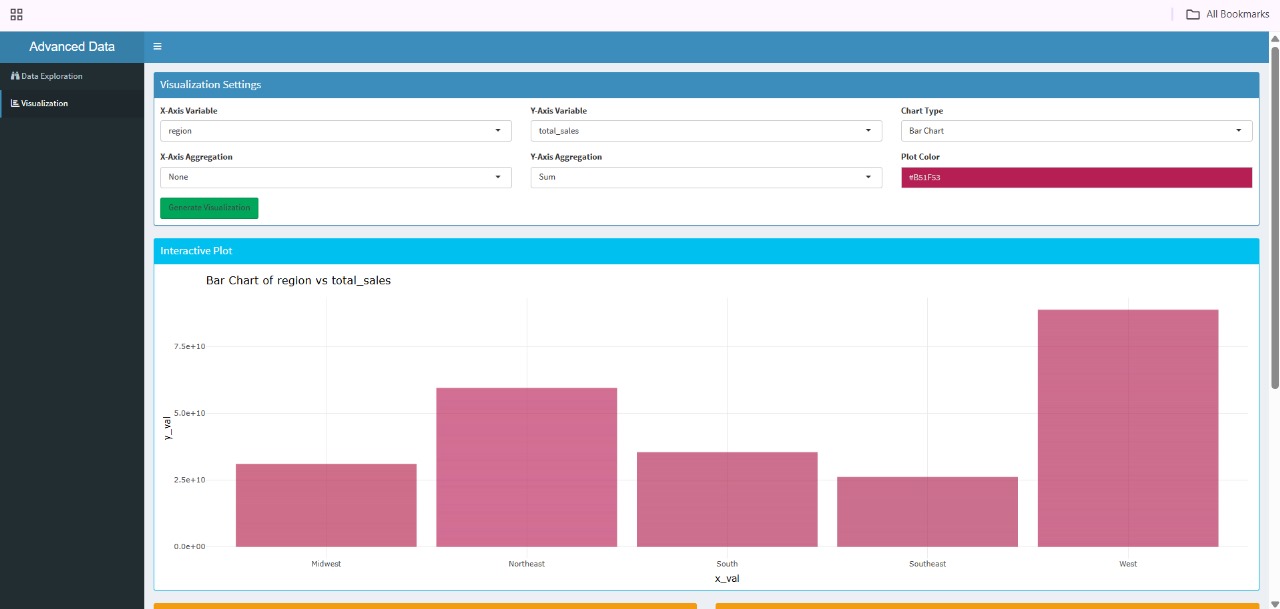 All Bookmarks
Advanced Data
Data Exploration
Visualization
Visualization Settings
X-Axis Variable Y-Axis Variable Chart Type
region total_sales Bar Chart
X-Axis Aggregation Y-Axis Aggregation Plot Color
None Sum #B51F53
Generate Visualization
Interactive Plot
Bar Chart of region vs total_sales
7.5e+10
5.0e+10
2.5e+10
0.0e+00
y_val
Midwest Northeast South Southeast West
x_val